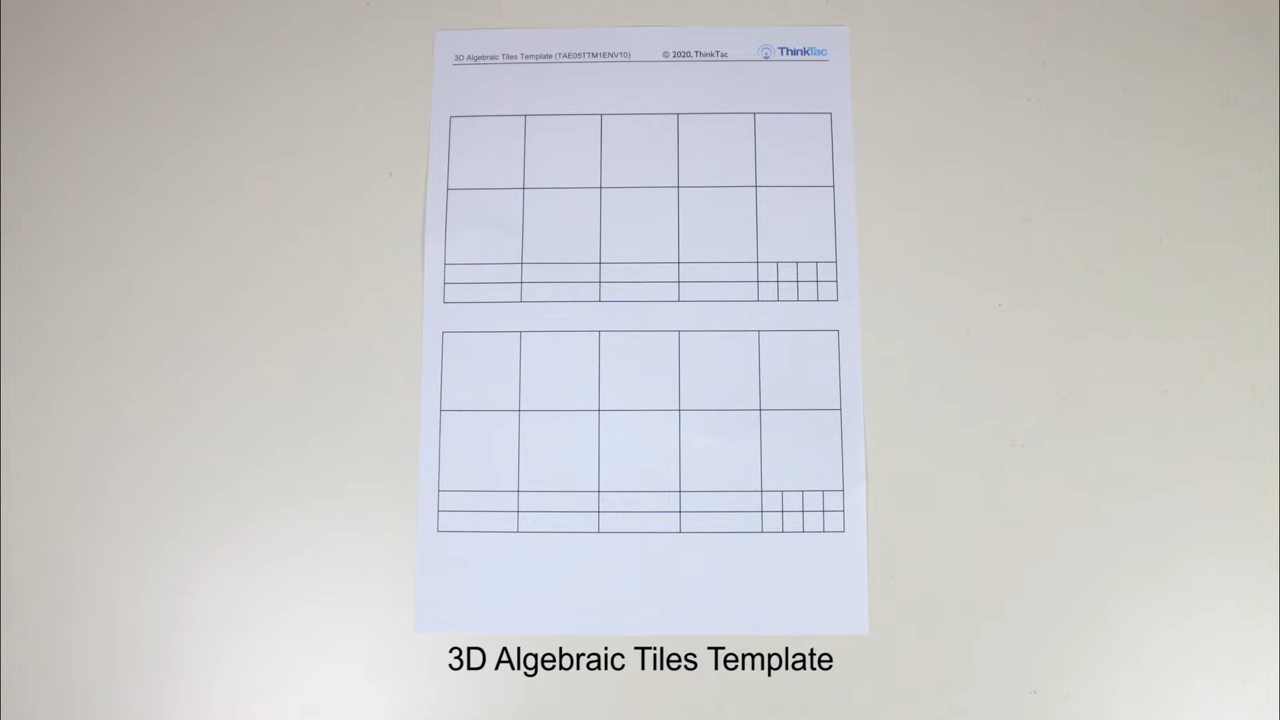 3D Algebraic Tiles Template (TAE05TTM1ENV10) © 2020, ThinkTac ThinkTac
3D Algebraic Tiles Template